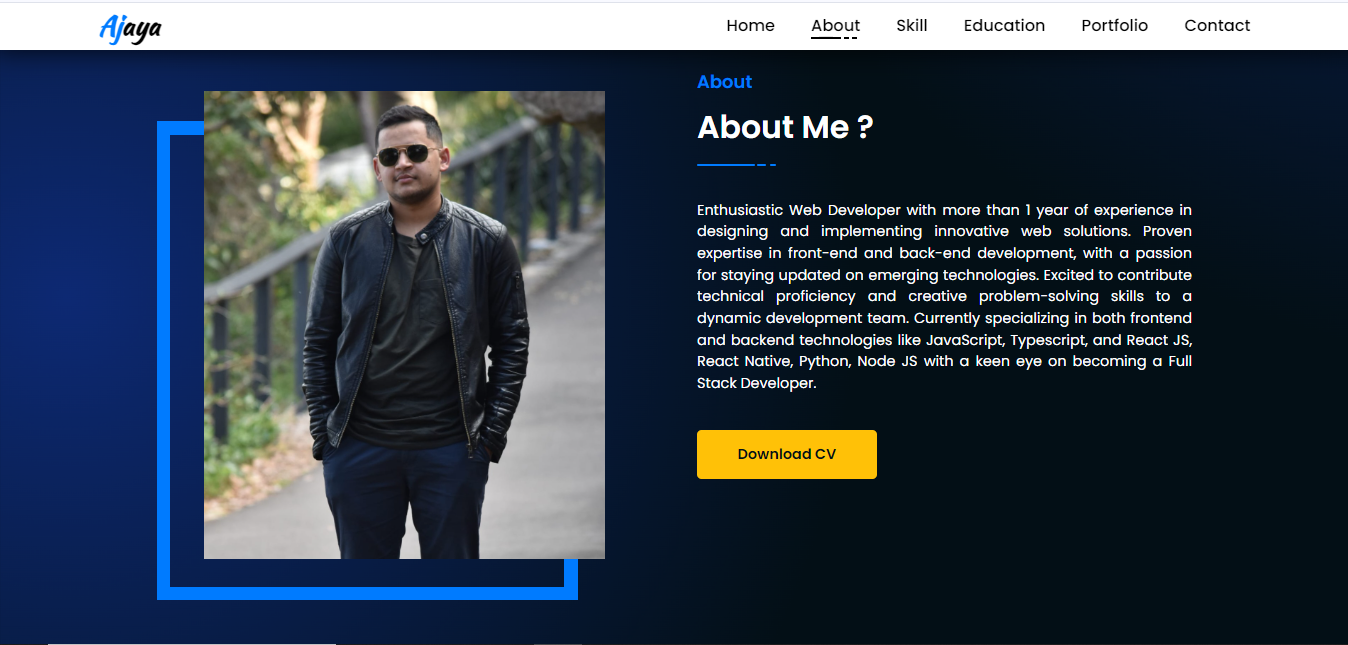 Ajaya
Home About Skill Education Portfolio Contact
About
About Me ?
Enthusiastic Web Developer with more than 1 year of experience in
designing and implementing innovative web solutions. Proven
expertise in front-end and back-end development, with a passion
for staying updated on emerging technologies. Excited to contribute
technical proficiency and creative problem-solving skills to a
dynamic development team. Currently specializing in both frontend
and backend technologies like JavaScript, Typescript, and React JS,
React Native, Python, Node JS with a keen eye on becoming a Full
Stack Developer.
Download CV